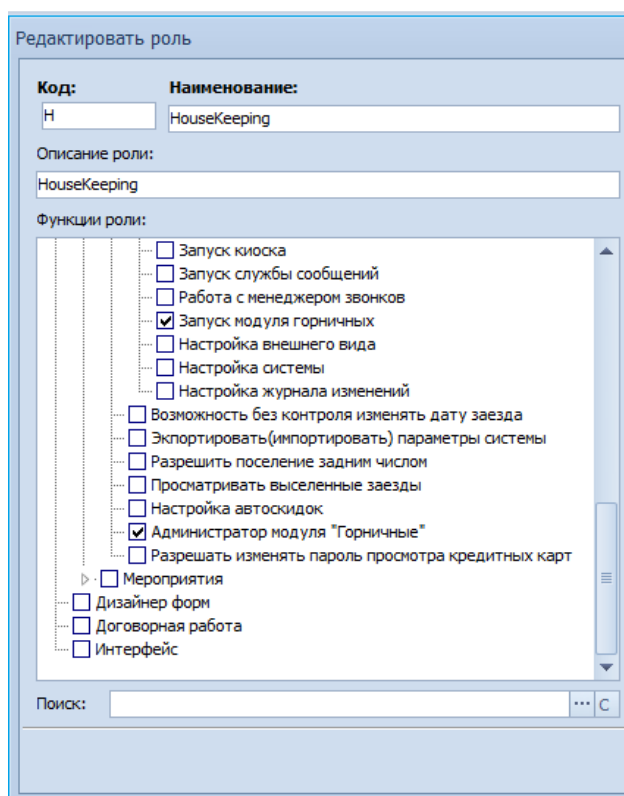 Редактировать роль
Код: Наименование:
H HouseKeeping
Описание роли:
HouseKeeping
Функции роли:
Запуск киоска
Запуск службы сообщений
Работа с менеджером звонков
Запуск модуля горничных
Настройка внешнего вида
Настройка системы
Настройка журнала изменений
Возможность без контроля изменять дату заезда
Экпортировать(импортировать) параметры системы
Разрешить поселение задним числом
Просматривать выселенные заезды
Настройка автоскидок
Администратор модуля "Горничные"
Разрешать изменять пароль просмотра кредитных карт
Мероприятия
Дизайнер форм
Договорная работа
Интерфейс
Поиск: ... C